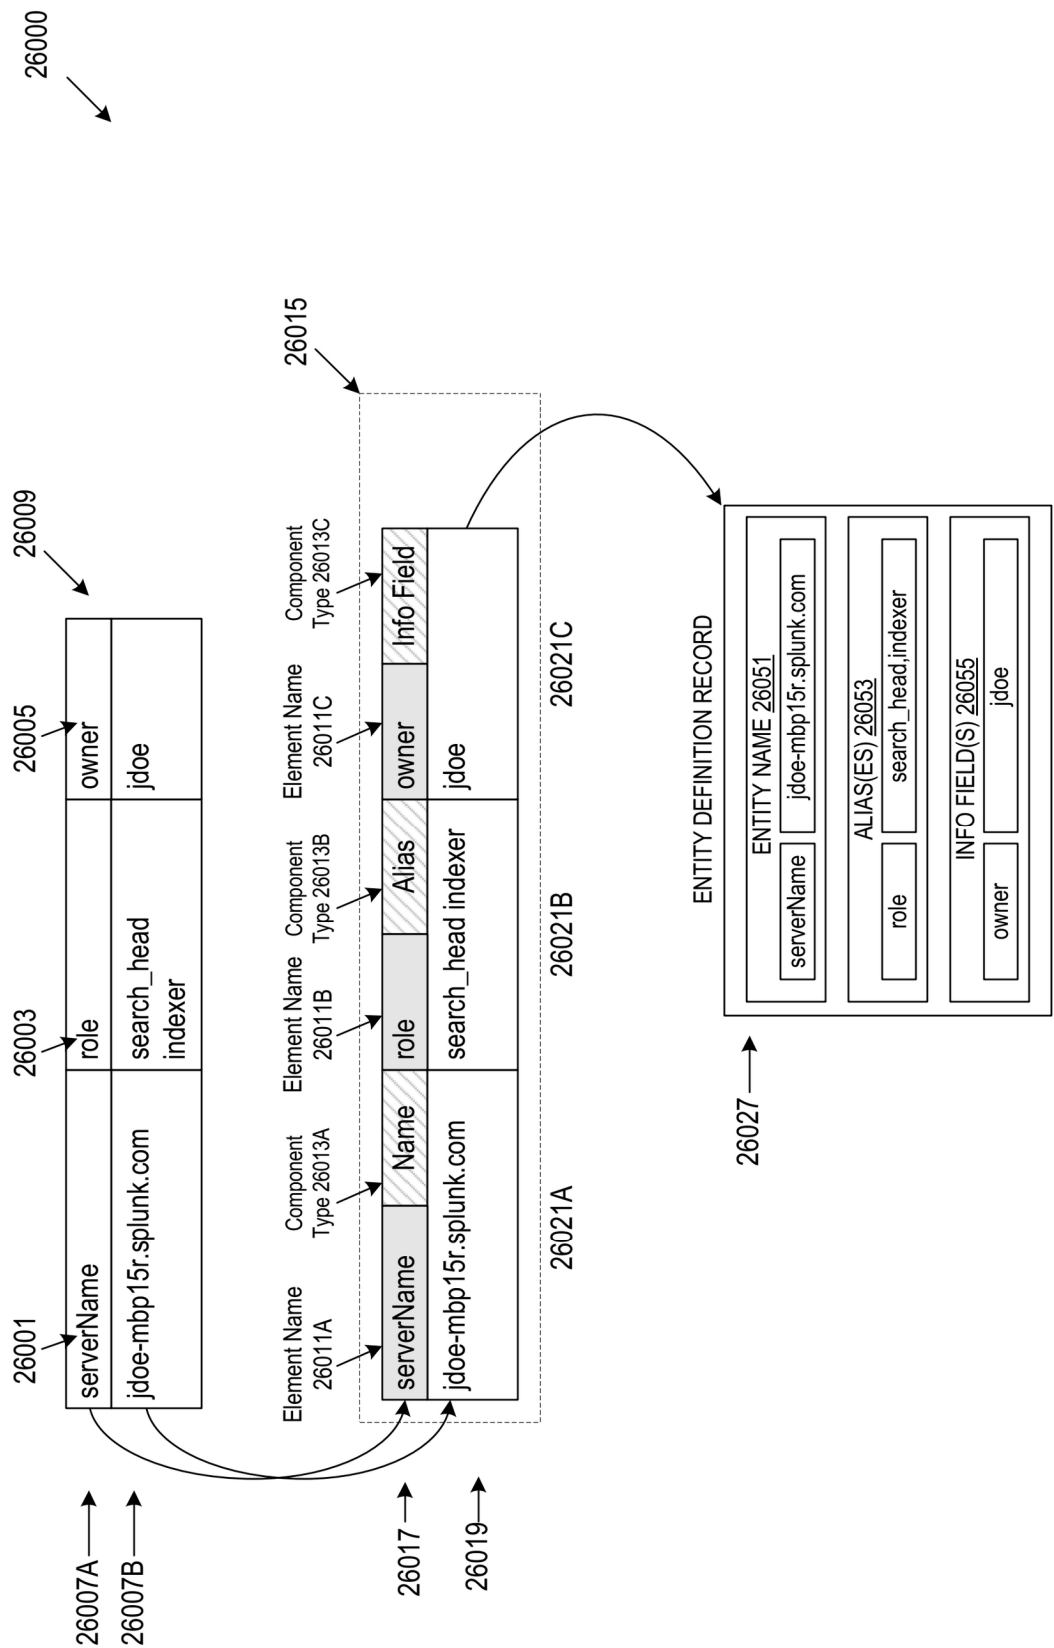 26000
26001
26003
26005
26009
26007A
26007B
serverName
role
owner
jdoe-mbp15r.splunk.com
search_head
indexer
jdoe
26015
Element Name
26011A
Component
Type 26013A
Element Name
26011B
Component
Type 26013B
Element Name
26011C
Component
Type 26013C
26017
26019
serverName
Name
role
Alias
owner
Info Field
jdoe-mbp15r.splunk.com
search_head indexer
jdoe
26021A
26021B
26021C
ENTITY DEFINITION RECORD
26027
ENTITY NAME 26051
serverName
jdoe-mbp15r.splunk.com
ALIAS(ES) 26053
role
search_head,indexer
INFO FIELD(S) 26055
owner
jdoe